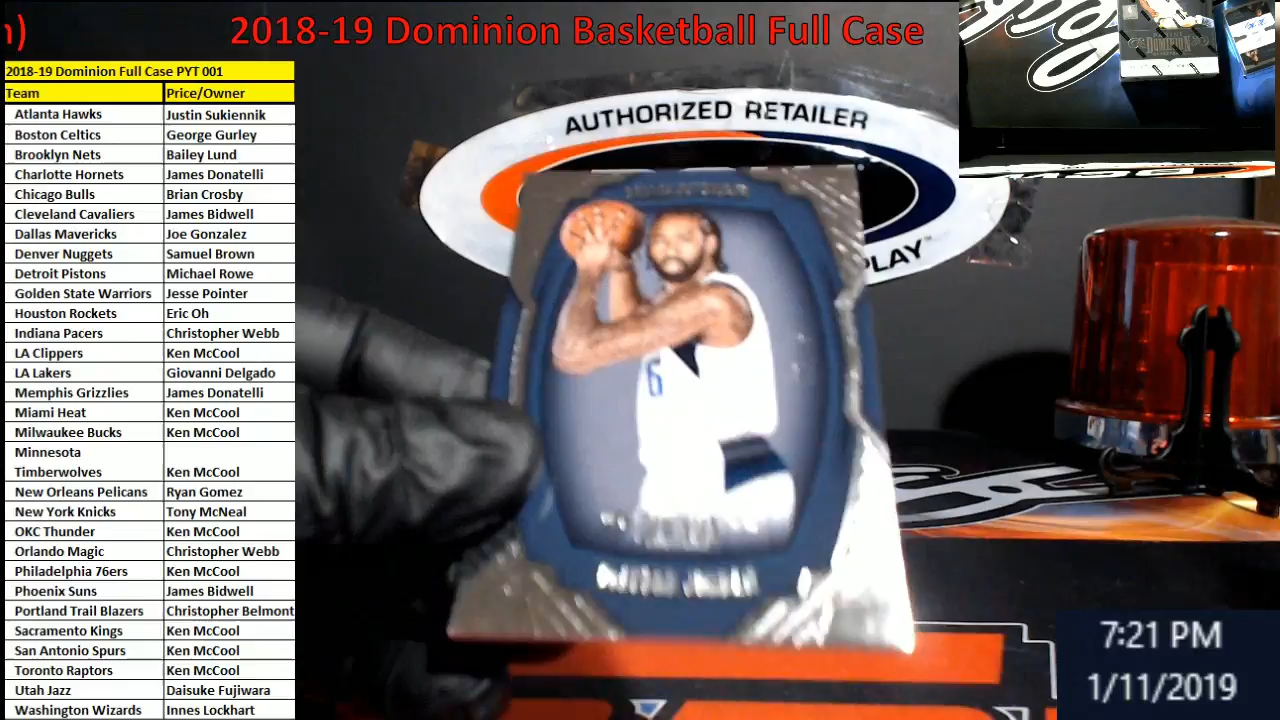 n)
2018-19 Dominion Basketball Full Case
2018-19 Dominion Full Case PYT 001
Team Price/Owner
Atlanta Hawks Justin Sukiennik
Boston Celtics George Gurley
Brooklyn Nets Bailey Lund
Charlotte Hornets James Donatelli
Chicago Bulls Brian Crosby
Cleveland Cavaliers James Bidwell
Dallas Mavericks Joe Gonzalez
Denver Nuggets Samuel Brown
Detroit Pistons Michael Rowe
Golden State Warriors Jesse Pointer
Houston Rockets Eric Oh
Indiana Pacers Christopher Webb
LA Clippers Ken McCool
LA Lakers Giovanni Delgado
Memphis Grizzlies James Donatelli
Miami Heat Ken McCool
Milwaukee Bucks Ken McCool
Minnesota
Timberwolves Ken McCool
New Orleans Pelicans Ryan Gomez
New York Knicks Tony McNeal
OKC Thunder Ken McCool
Orlando Magic Christopher Webb
Philadelphia 76ers Ken McCool
Phoenix Suns James Bidwell
Portland Trail Blazers Christopher Belmont
Sacramento Kings Ken McCool
San Antonio Spurs Ken McCool
Toronto Raptors Ken McCool
Utah Jazz Daisuke Fujiwara
Washington Wizards Innes Lockhart
AUTHORIZED RETAILER
PLAY™
6
DOMINION
7:21 PM
1/11/2019